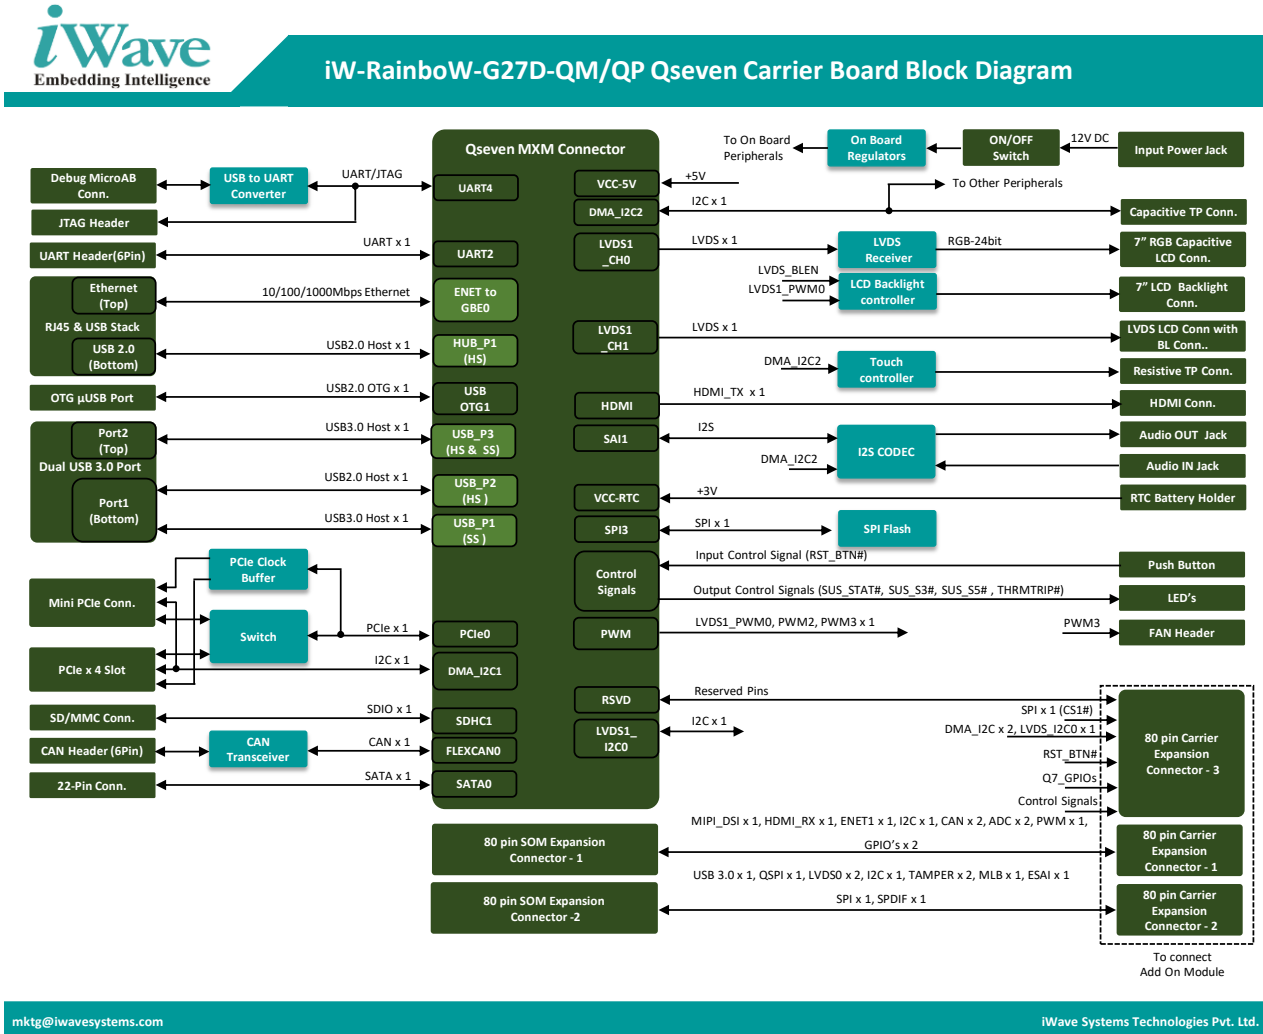 iWave
Embedding Intelligence
iW-RainboW-G27D-QM/QP Qseven Carrier Board Block Diagram
Qseven MXM Connector
Debug MicroAB
Conn.
USB to UART
Converter
UART/JTAG
UART4
JTAG Header
UART Header(6Pin)
UART x 1
UART2
Ethernet
(Top)
RJ45 & USB Stack
USB 2.0
(Bottom)
10/100/1000Mbps Ethernet
ENET to
GBE0
USB2.0 Host x 1
HUB_P1
(HS)
OTG µUSB Port
USB2.0 OTG x 1
USB
OTG1
Port2
(Top)
Dual USB 3.0 Port
Port1
(Bottom)
USB3.0 Host x 1
USB_P3
(HS & SS)
USB2.0 Host x 1
USB_P2
(HS )
USB3.0 Host x 1
USB_P1
(SS )
PCIe Clock
Buffer
Mini PCIe Conn.
Switch
PCIe x 1
PCIe0
PCIe x 4 Slot
I2C x 1
DMA_I2C1
SD/MMC Conn.
SDIO x 1
SDHC1
CAN Header (6Pin)
CAN
Transceiver
CAN x 1
FLEXCAN0
22-Pin Conn.
SATA x 1
SATA0
To On Board
Peripherals
On Board
Regulators
ON/OFF
Switch
12V DC
Input Power Jack
VCC-5V
+5V
To Other Peripherals
DMA_I2C2
I2C x 1
Capacitive TP Conn.
LVDS1
_CH0
LVDS x 1
LVDS
Receiver
RGB-24bit
7” RGB Capacitive
LCD Conn.
LVDS_BLEN
LVDS1_PWM0
LCD Backlight
controller
7” LCD Backlight
Conn.
LVDS1
_CH1
LVDS x 1
LVDS LCD Conn with
BL Conn..
DMA_I2C2
Touch
controller
Resistive TP Conn.
HDMI
HDMI_TX x 1
HDMI Conn.
SAI1
I2S
DMA_I2C2
I2S CODEC
Audio OUT Jack
Audio IN Jack
VCC-RTC
+3V
RTC Battery Holder
SPI3
SPI x 1
SPI Flash
Control
Signals
Input Control Signal (RST_BTN#)
Push Button
Output Control Signals (SUS_STAT#, SUS_S3#, SUS_S5# , THRMTRIP#)
LED's
PWM
LVDS1_PWM0, PWM2, PWM3 x 1
PWM3
FAN Header
RSVD
Reserved Pins
LVDS1_
I2C0
I2C x 1
SPI x 1 (CS1#)
DMA_I2C x 2, LVDS_I2C0 x 1
RST_BTN#
Q7_GPIOs
Control Signals
80 pin Carrier
Expansion
Connector - 3
80 pin SOM Expansion
Connector - 1
MIPI_DSI x 1, HDMI_RX x 1, ENET1 x 1, I2C x 1, CAN x 2, ADC x 2, PWM x 1,
GPIO's x 2
80 pin Carrier
Expansion
Connector - 1
80 pin SOM Expansion
Connector -2
USB 3.0 x 1, QSPI x 1, LVDS0 x 2, I2C x 1, TAMPER x 2, MLB x 1, ESAI x 1
SPI x 1, SPDIF x 1
80 pin Carrier
Expansion
Connector - 2
To connect
Add On Module
mktg@iwavesystems.com
iWave Systems Technologies Pvt. Ltd.